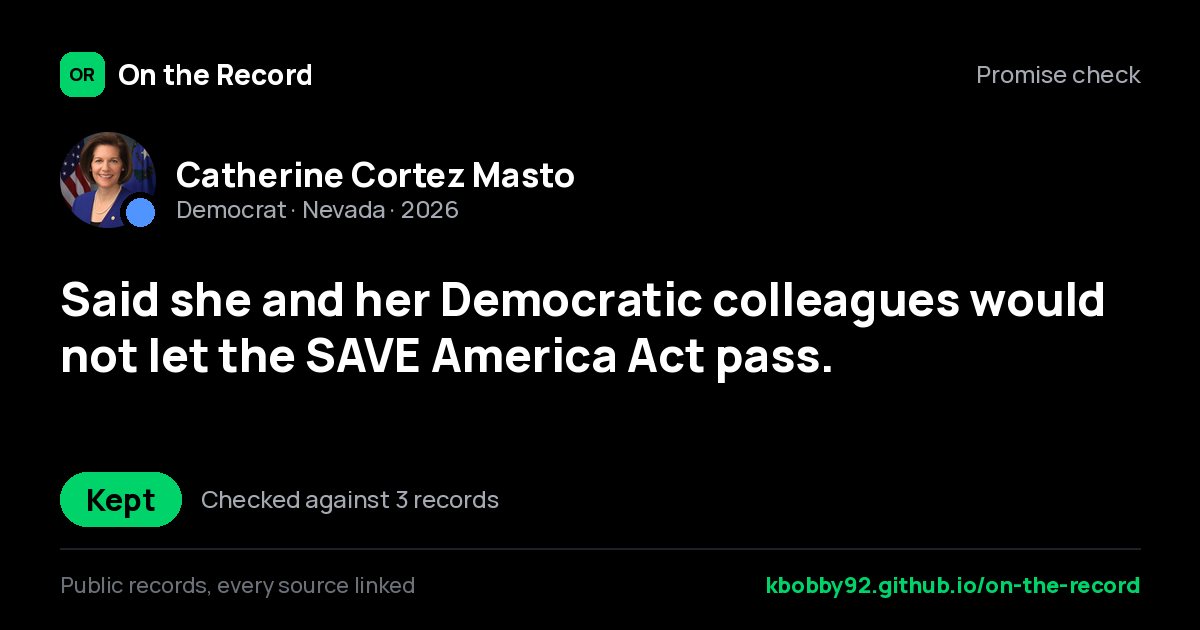 OR On the Record
Promise check
Catherine Cortez Masto
Democrat · Nevada · 2026
Said she and her Democratic colleagues would
not let the SAVE America Act pass.
Kept
Checked against 3 records
Public records, every source linked
kbobby92.github.io/on-the-record